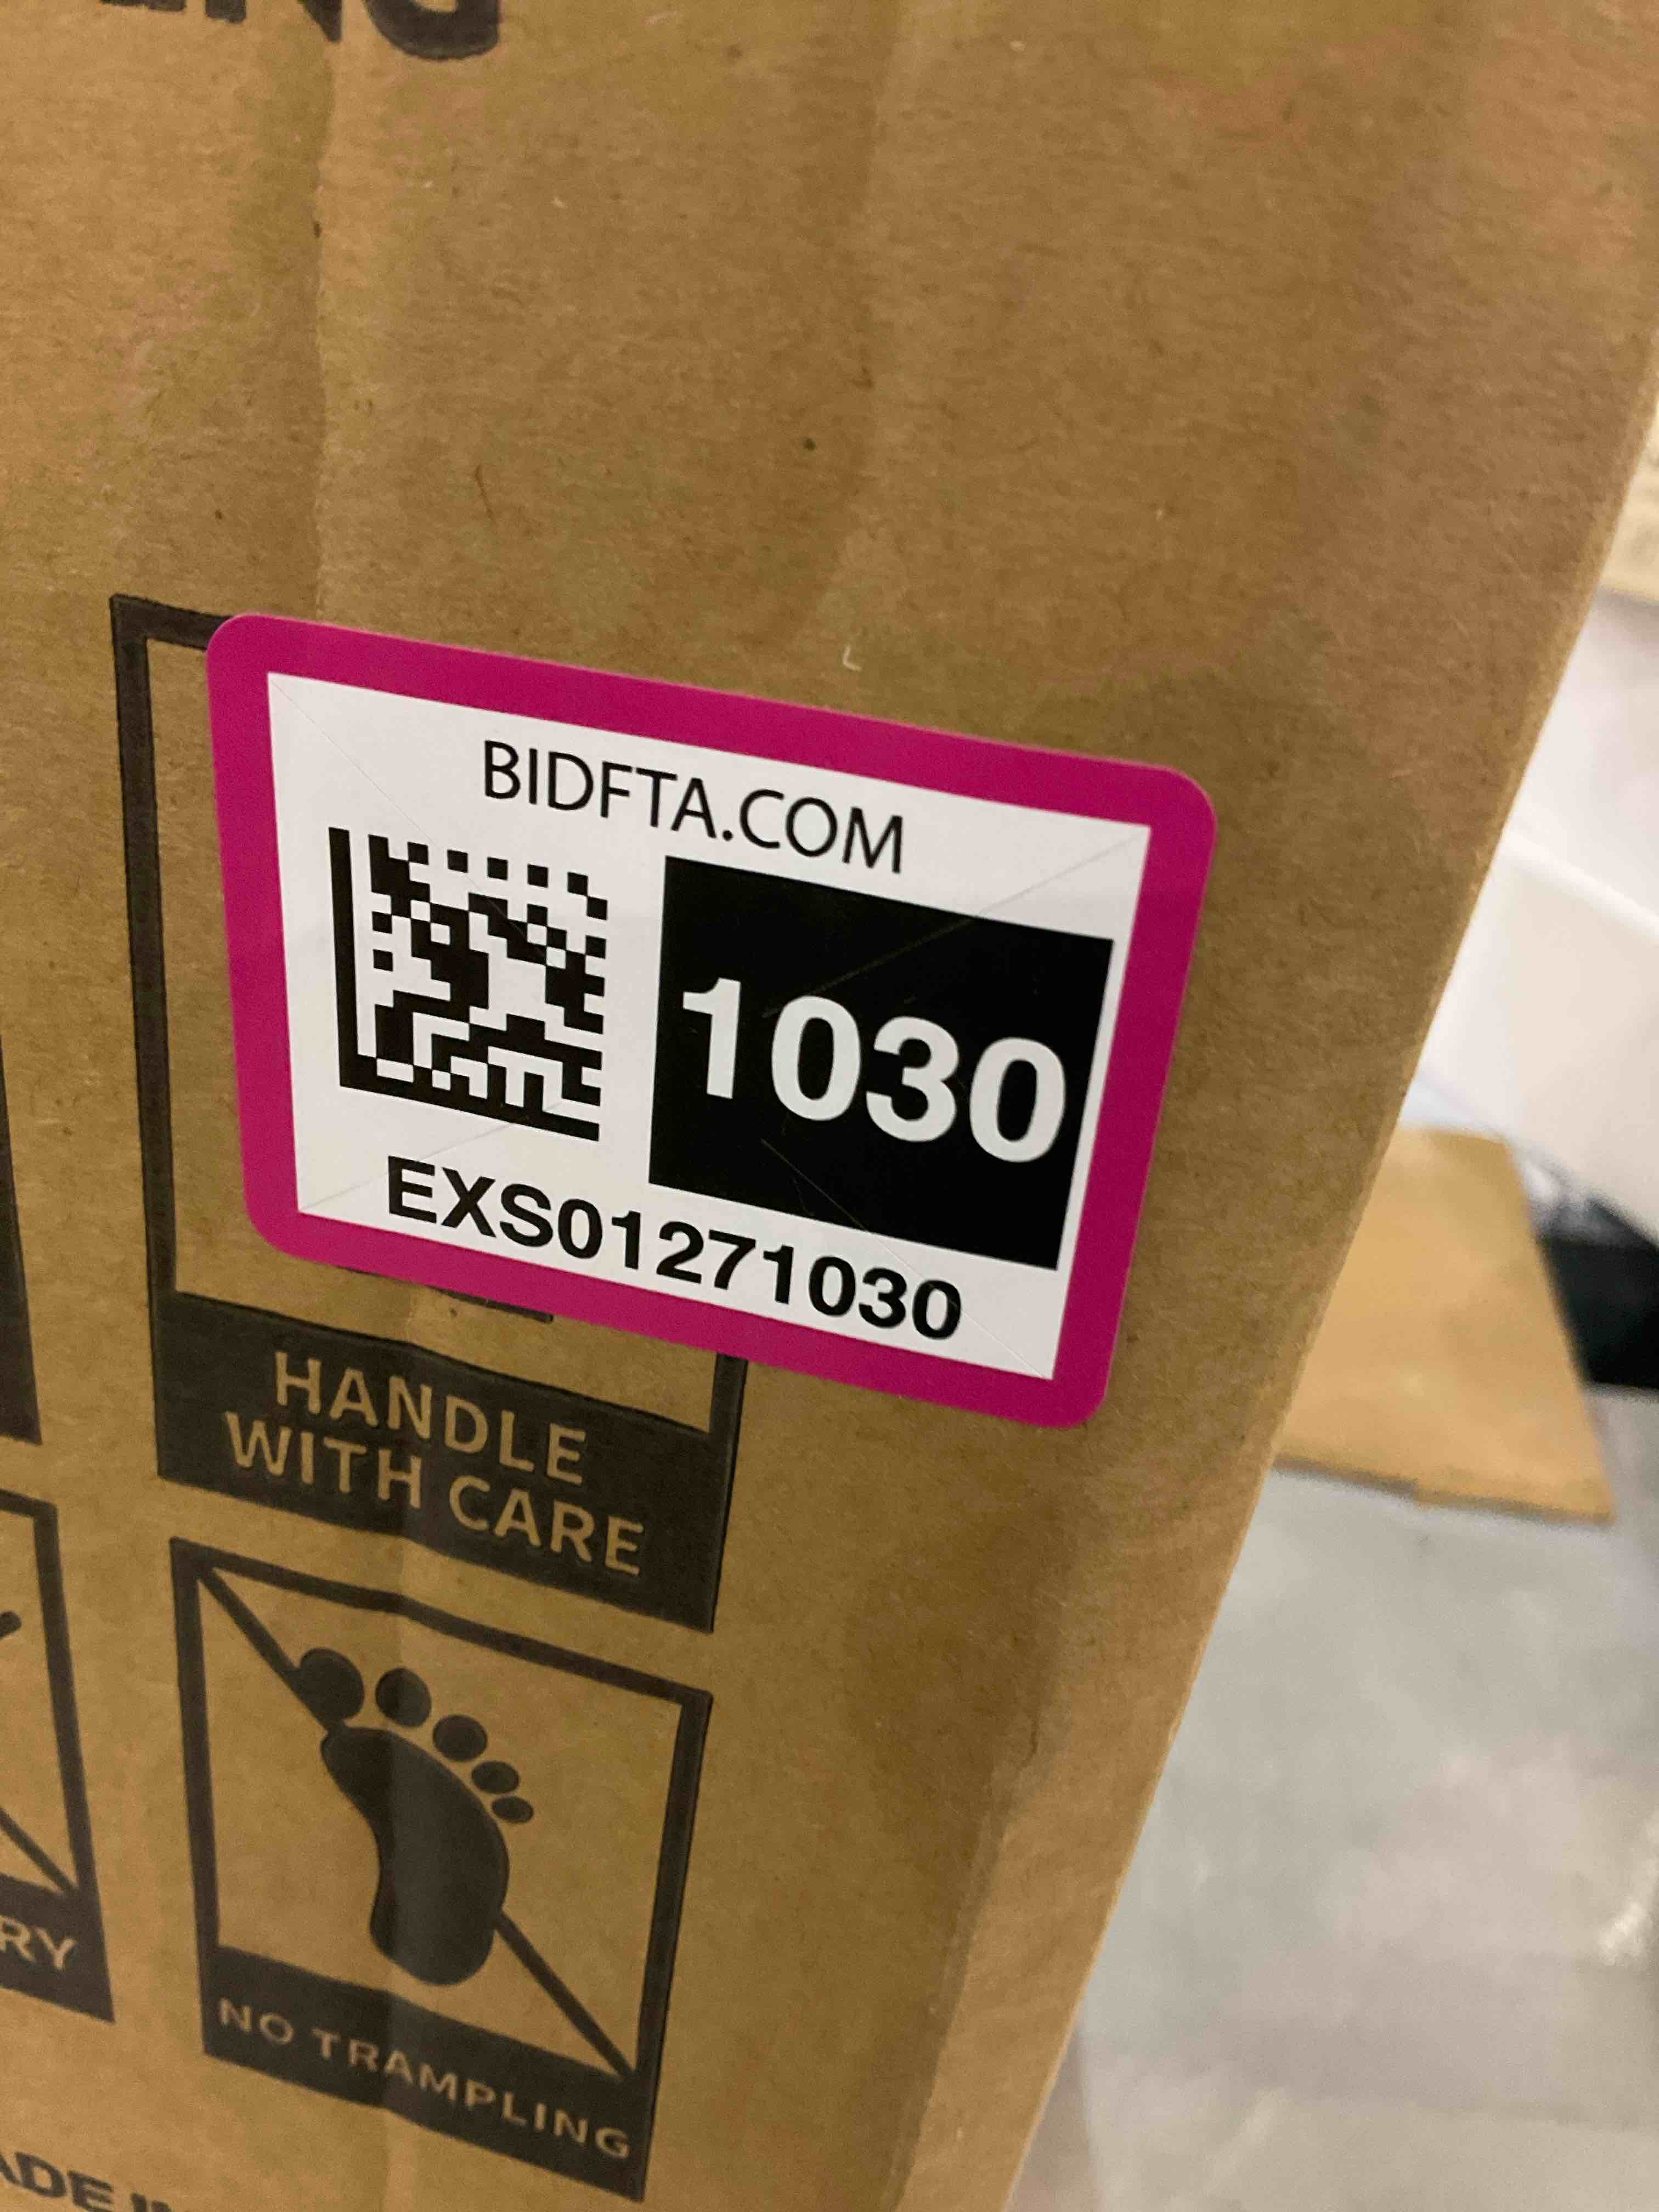 BIDFTA.COM
1030
EXS01271030
HANDLE
WITH CARE
NO TRAMPLING